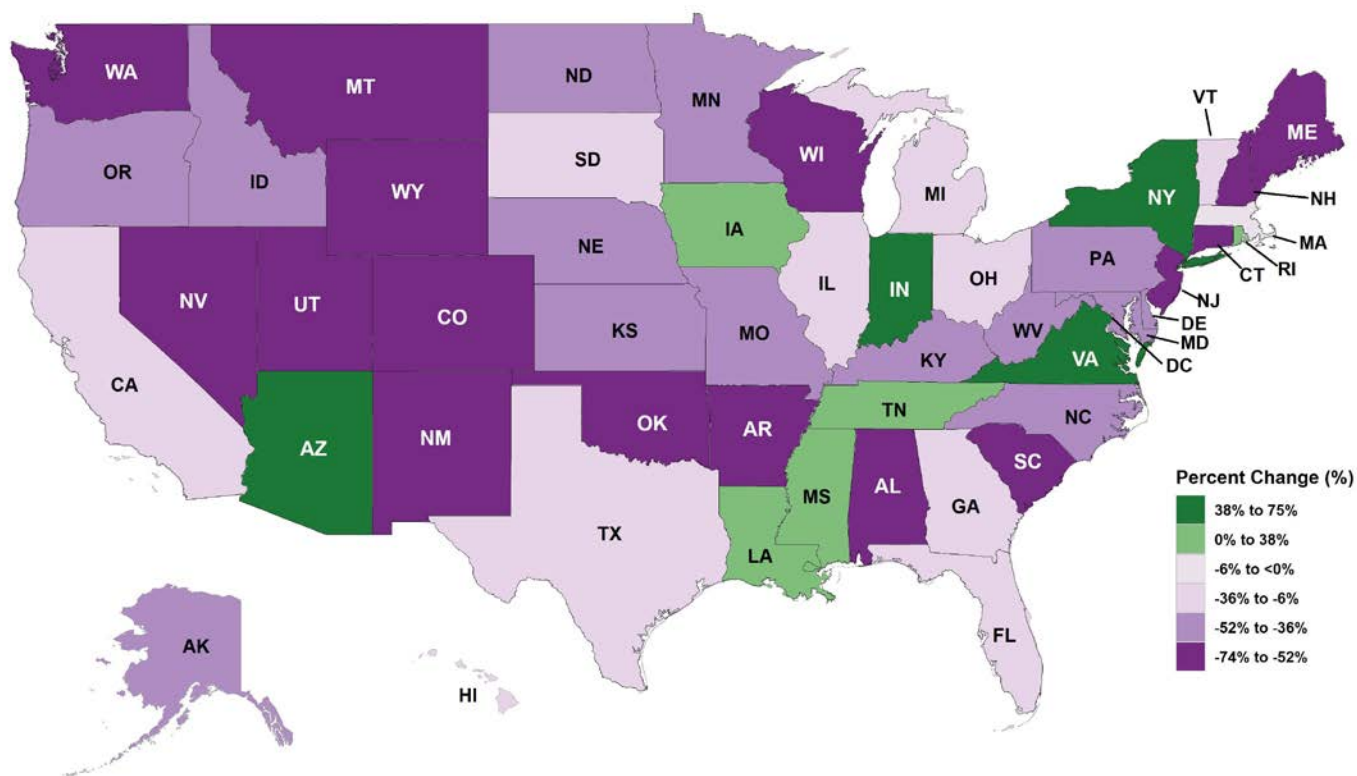 WA
MT
ND
MN
VT
ME
OR
ID
WY
SD
WI
MI
NY
NH
MA
RI
CT
NV
UT
CO
NE
IA
IL
IN
OH
PA
NJ
DE
MD
DC
CA
KS
MO
KY
WV
VA
AZ
NM
OK
AR
TN
NC
SC
TX
LA
MS
AL
GA
FL
AK
HI
Percent Change (%)
38% to 75%
0% to 38%
-6% to <0%
-36% to -6%
-52% to -36%
-74% to -52%